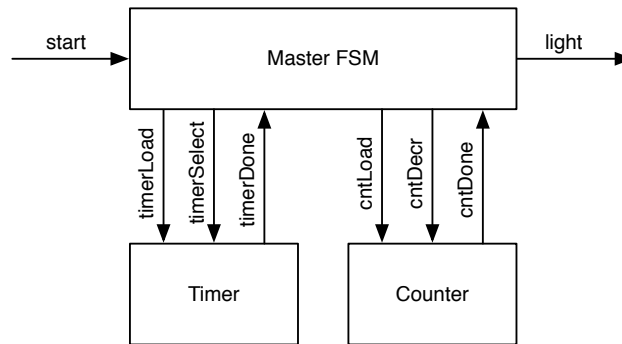 start
Master FSM
light
timerLoad
timerSelect
timerDone
cntLoad
cntDecr
cntDone
Timer
Counter